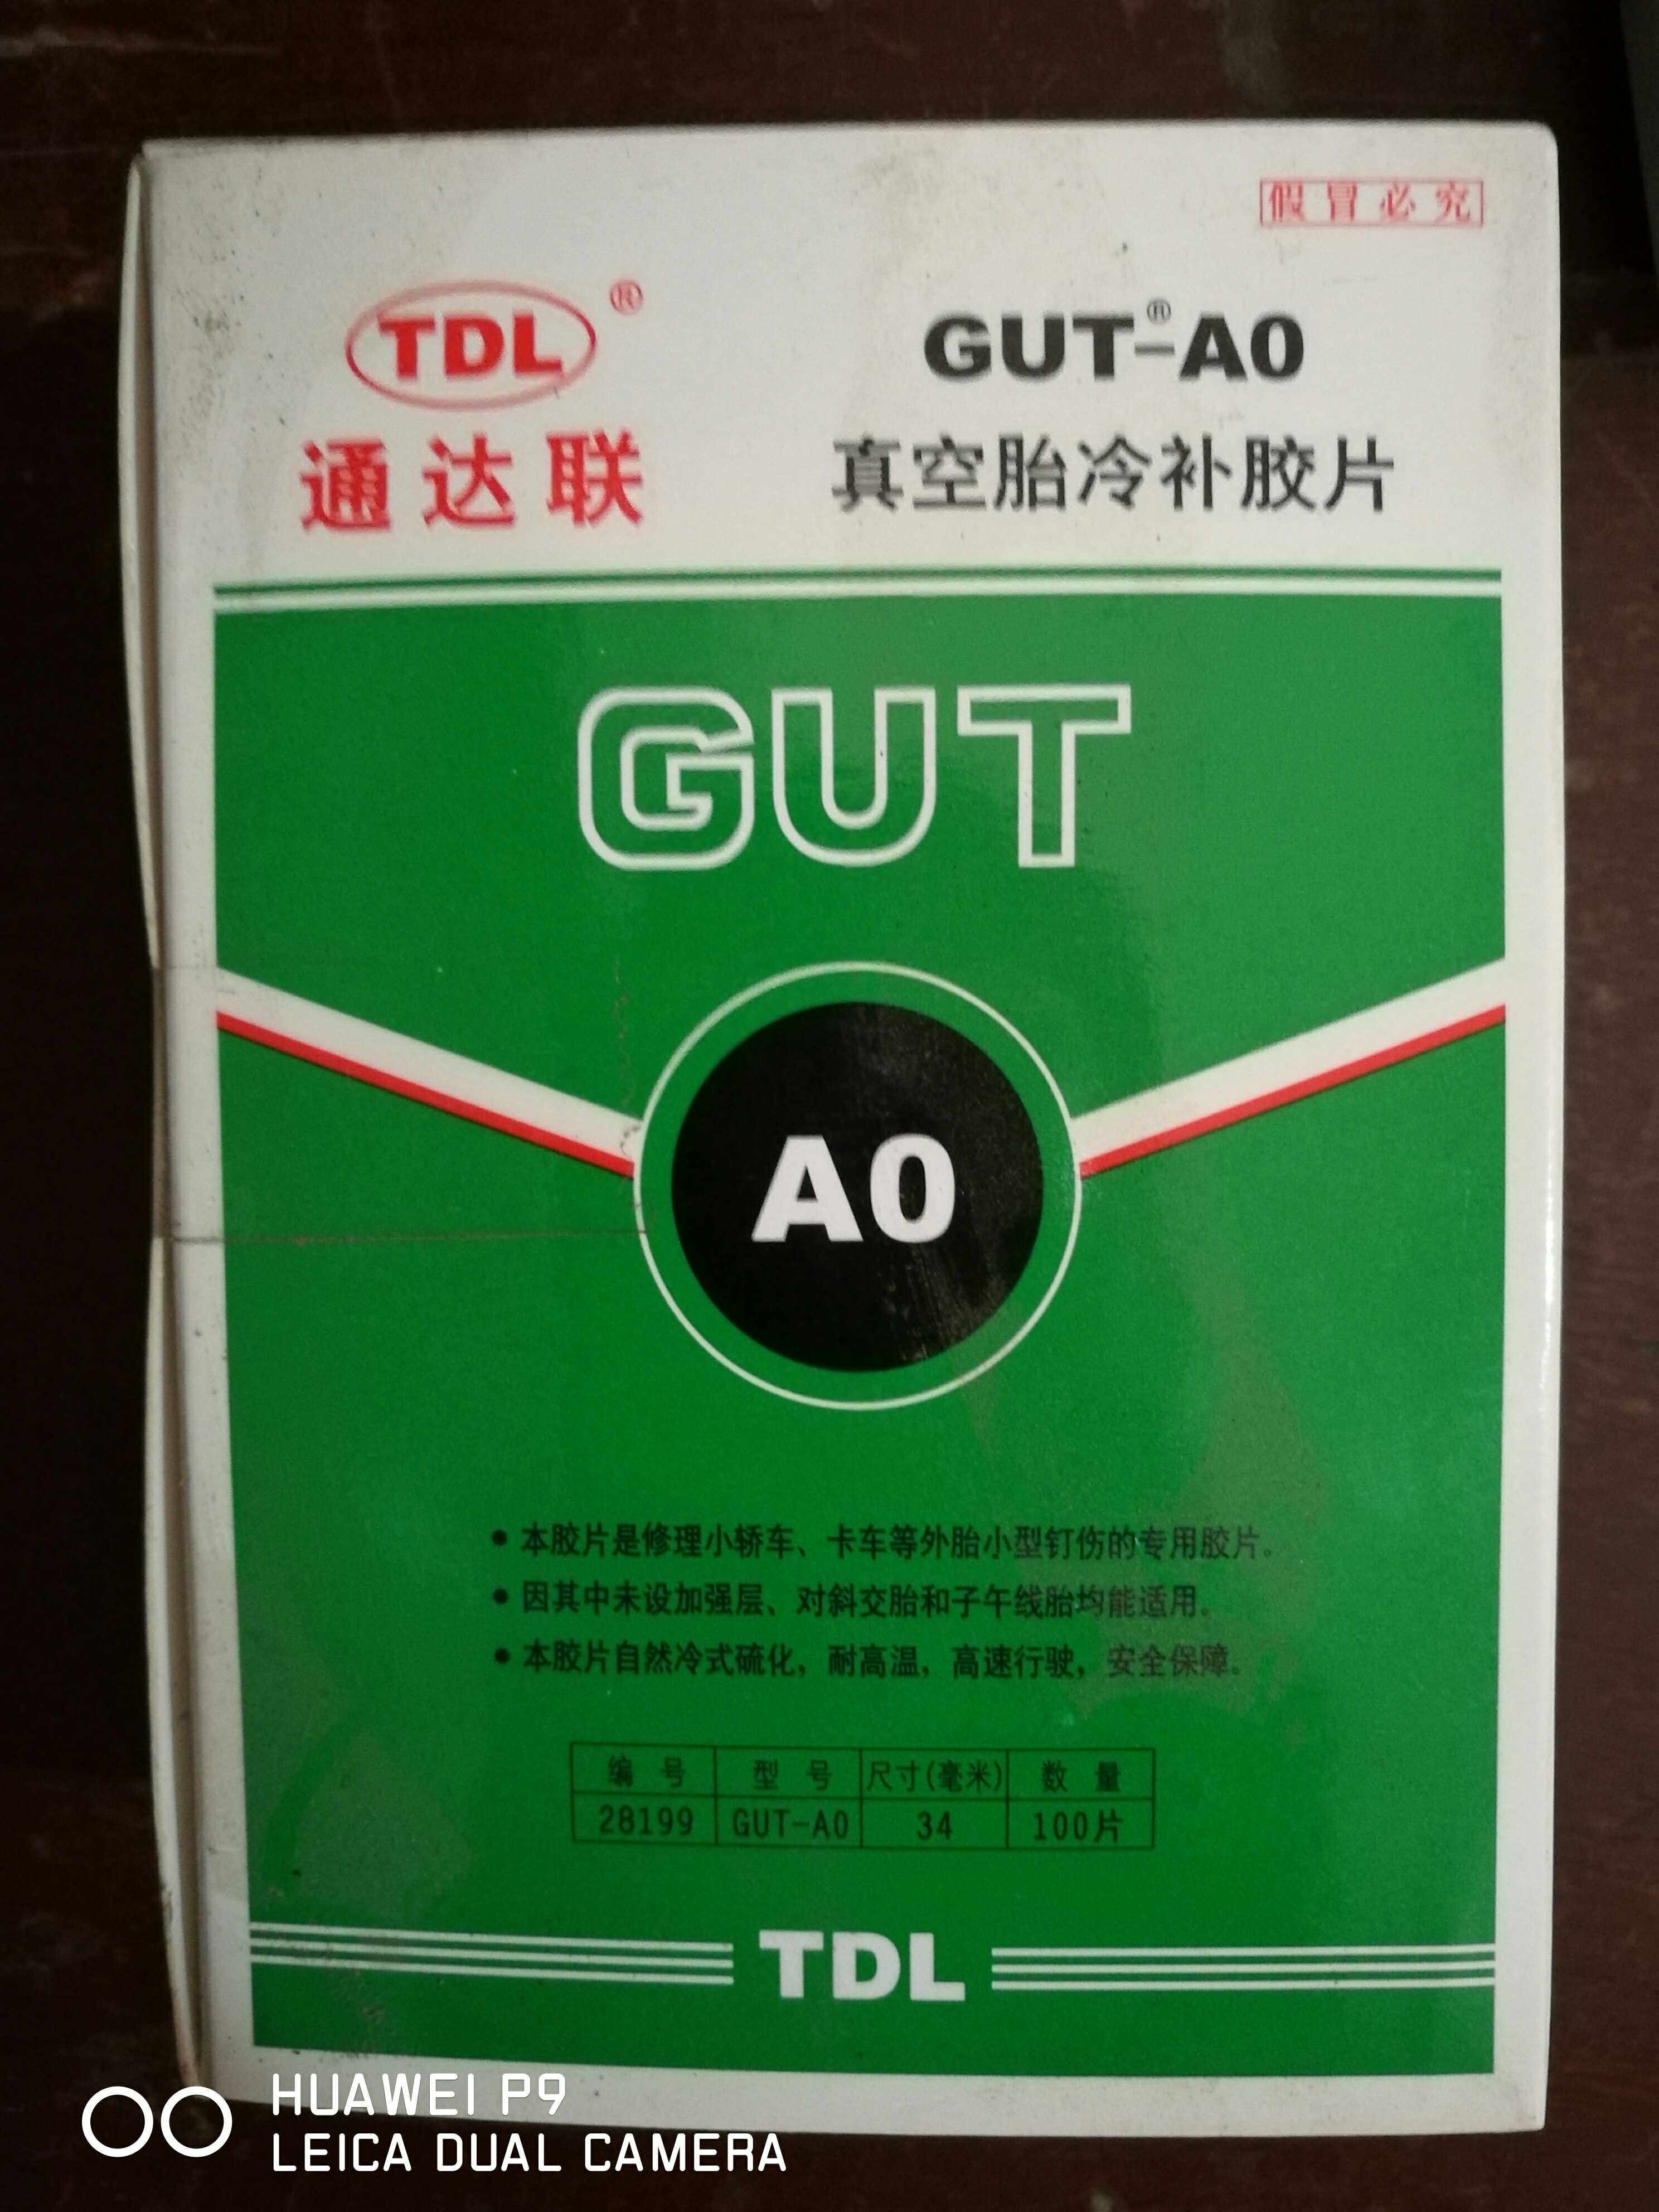 假冒必究
TDL®
GUT®-A0
通达联
真空胎冷补胶片
GUT
A0
● 本胶片是修理小轿车、卡车等外胎小型钉伤的专用胶片。
● 因其中未设加强层、对斜交胎和子午线胎均能适用。
● 本胶片自然冷式硫化，耐高温，高速行驶，安全保障。
编号 型号 尺寸(毫米) 数量
28199 GUT-A0 34 100片
TDL
HUAWEI P9
LEICA DUAL CAMERA